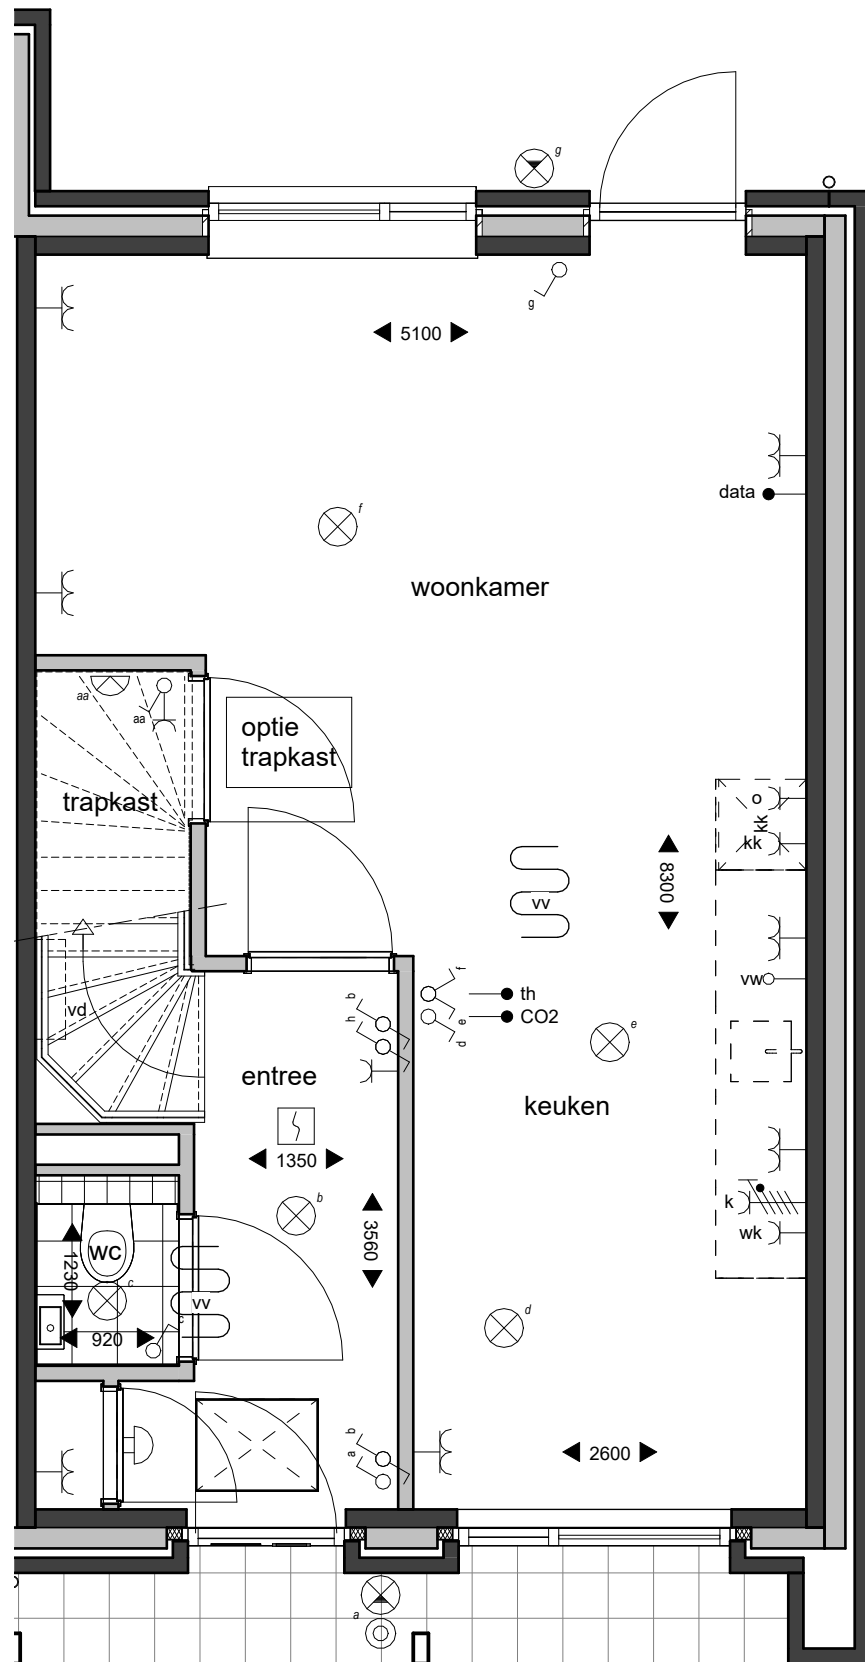 g
g
5100
data
f
woonkamer
aa
aa
optie
trapkast
trapkast
o
kk
kk
8300
vv
vw
f
th
b
CO2
e
h
d
vd
e
entree
keuken
1350
b
3560
k
wk
wc
1230
c
vv
c
920
d
b
a
2600
a